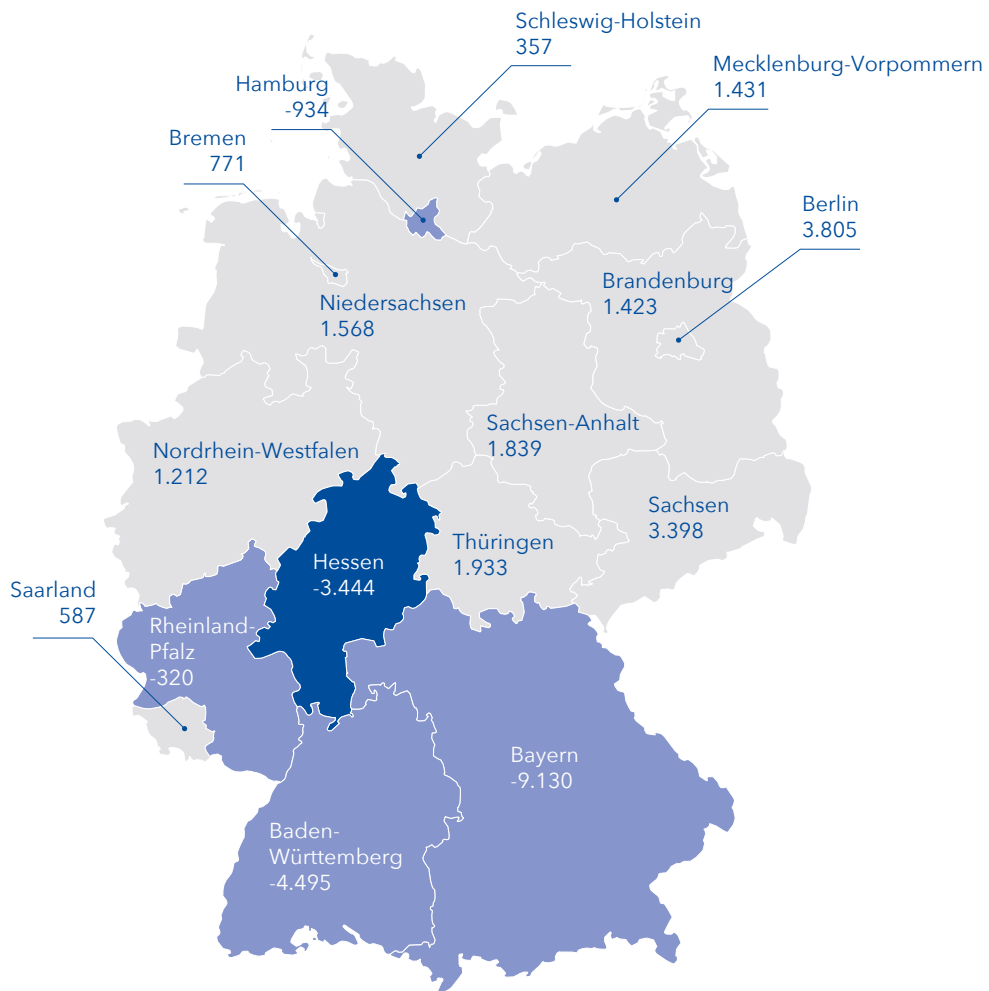 Schleswig-Holstein
357
Mecklenburg-Vorpommern
1.431
Hamburg
-934
Bremen
771
Berlin
3.805
Brandenburg
1.423
Niedersachsen
1.568
Sachsen-Anhalt
1.839
Nordrhein-Westfalen
1.212
Sachsen
3.398
Thüringen
1.933
Hessen
-3.444
Saarland
587
Rheinland-
Pfalz
-320
Bayern
-9.130
Baden-
Württemberg
-4.495